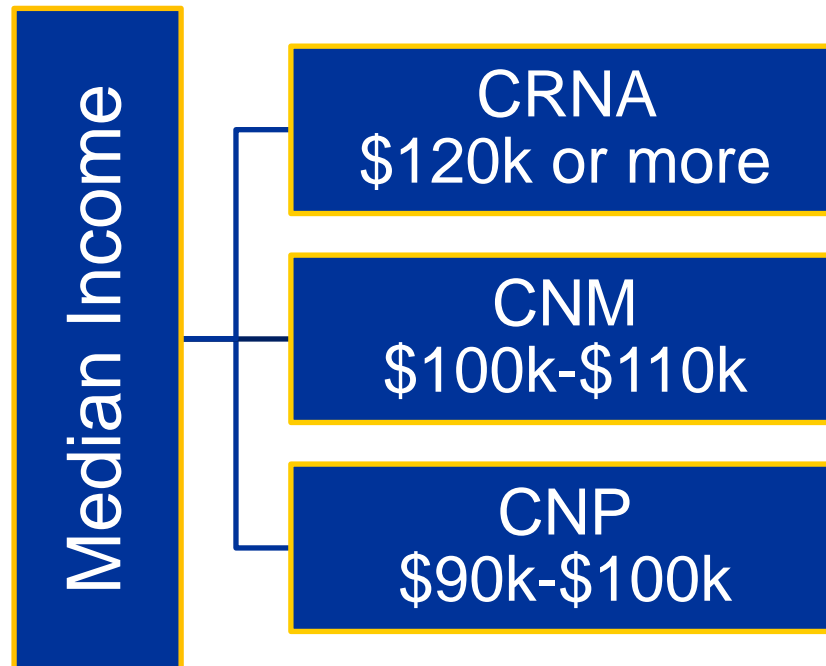 Median Income
CRNA
$120k or more
CNM
$100k-$110k
CNP
$90k-$100k